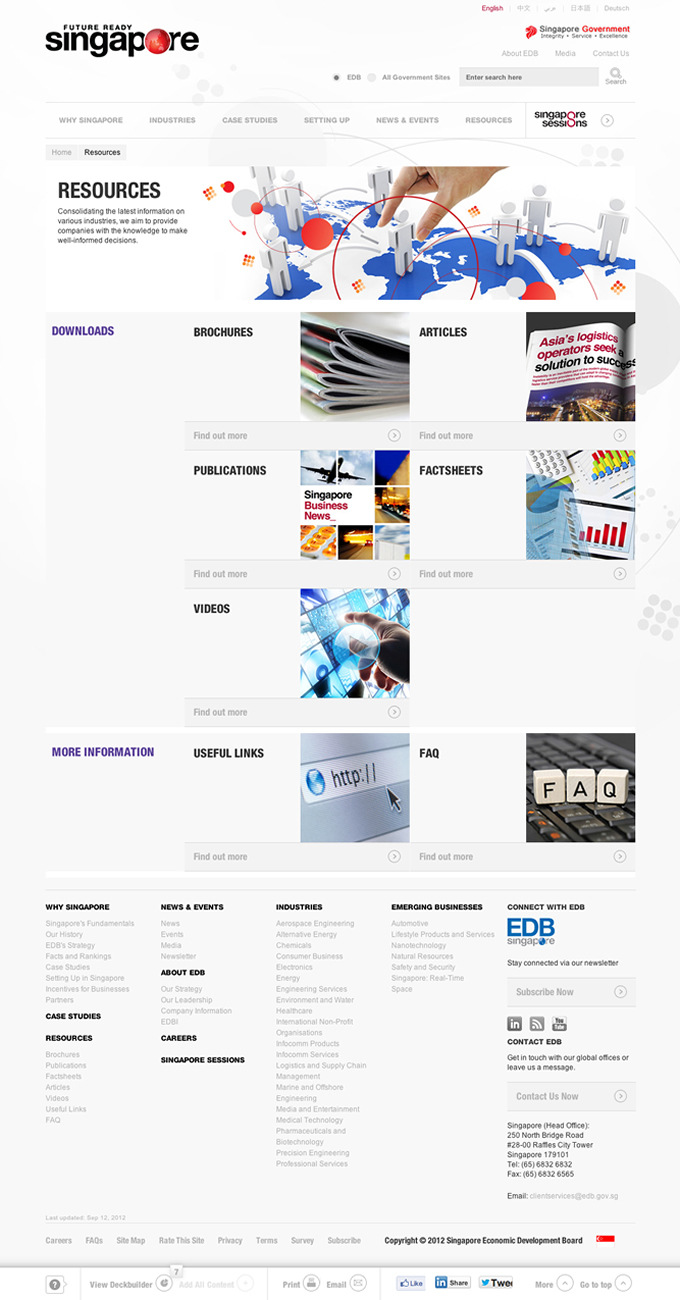 English | 中文 | عربي | 日本語 | Deutsch
FUTURE READY
singapore
Singapore Government
Integrity • Service • Excellence
About EDB Media Contact Us
EDB All Government Sites Enter search here Search
WHY SINGAPORE INDUSTRIES CASE STUDIES SETTING UP NEWS & EVENTS RESOURCES singapore sessions
Home Resources
RESOURCES
Consolidating the latest information on
various industries, we aim to provide
companies with the knowledge to make
well-informed decisions.
DOWNLOADS
BROCHURES
Find out more
ARTICLES
Asia's logistics
operators seek a
solution to success
Find out more
PUBLICATIONS
Singapore
Business
News_
Find out more
FACTSHEETS
Find out more
VIDEOS
Find out more
MORE INFORMATION
USEFUL LINKS
http://
Find out more
FAQ
F A Q
Find out more
WHY SINGAPORE
Singapore's Fundamentals
Our History
EDB's Strategy
Facts and Rankings
Case Studies
Setting Up in Singapore
Incentives for Businesses
Partners
CASE STUDIES
RESOURCES
Brochures
Publications
Factsheets
Articles
Videos
Useful Links
FAQ
NEWS & EVENTS
News
Events
Media
Newsletter
ABOUT EDB
Our Strategy
Our Leadership
Company Information
EDBI
CAREERS
SINGAPORE SESSIONS
INDUSTRIES
Aerospace Engineering
Alternative Energy
Chemicals
Consumer Business
Electronics
Energy
Engineering Services
Environment and Water
Healthcare
International Non-Profit
Organisations
Infocomm Products
Infocomm Services
Logistics and Supply Chain
Management
Marine and Offshore
Engineering
Media and Entertainment
Medical Technology
Pharmaceuticals and
Biotechnology
Precision Engineering
Professional Services
EMERGING BUSINESSES
Automotive
Lifestyle Products and Services
Nanotechnology
Natural Resources
Safety and Security
Singapore: Real-Time
Space
CONNECT WITH EDB
EDB
singapore
Stay connected via our newsletter
Subscribe Now
in You Tube
CONTACT EDB
Get in touch with our global offices or
leave us a message.
Contact Us Now
Singapore (Head Office):
250 North Bridge Road
#28-00 Raffles City Tower
Singapore 179101
Tel: (65) 6832 6832
Fax: (65) 6832 6565
Email: clientservices@edb.gov.sg
Last updated: Sep 12, 2012
Careers FAQs Site Map Rate This Site Privacy Terms Survey Subscribe Copyright © 2012 Singapore Economic Development Board
? View Deckbuilder 7 Add All Content + Print Email Like in Share Twee More Go to top